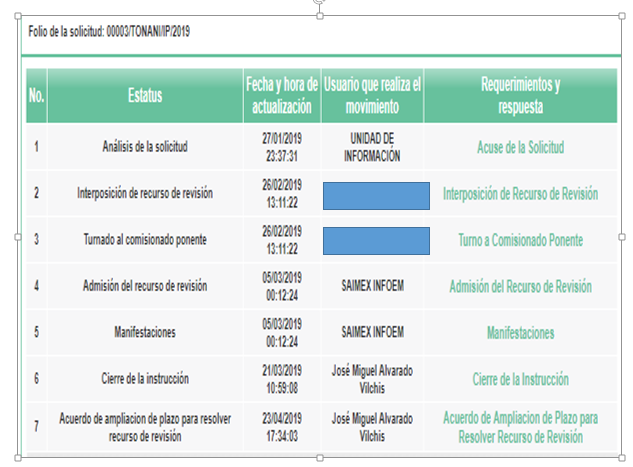 Folio de la solicitud: 00003/TONANI/IP/2019
No. Estatus Fecha y hora de actualización Usuario que realiza el movimiento Requerimientos y respuesta
1 Análisis de la solicitud 27/01/2019 23:37:31 UNIDAD DE INFORMACIÓN Acuse de la Solicitud
2 Interposición de recurso de revisión 26/02/2019 13:11:22 Interposición de Recurso de Revisión
3 Turnado al comisionado ponente 26/02/2019 13:11:22 Turno a Comisionado Ponente
4 Admisión del recurso de revisión 05/03/2019 00:12:24 SAIMEX INFOEM Admisión del Recurso de Revisión
5 Manifestaciones 05/03/2019 00:12:24 SAIMEX INFOEM Manifestaciones
6 Cierre de la instrucción 21/03/2019 10:59:08 José Miguel Alvarado Vilchis Cierre de la Instrucción
7 Acuerdo de ampliacion de plazo para resolver recurso de revisión 23/04/2019 17:34:03 José Miguel Alvarado Vilchis Acuerdo de Ampliacion de Plazo para Resolver Recurso de Revisión